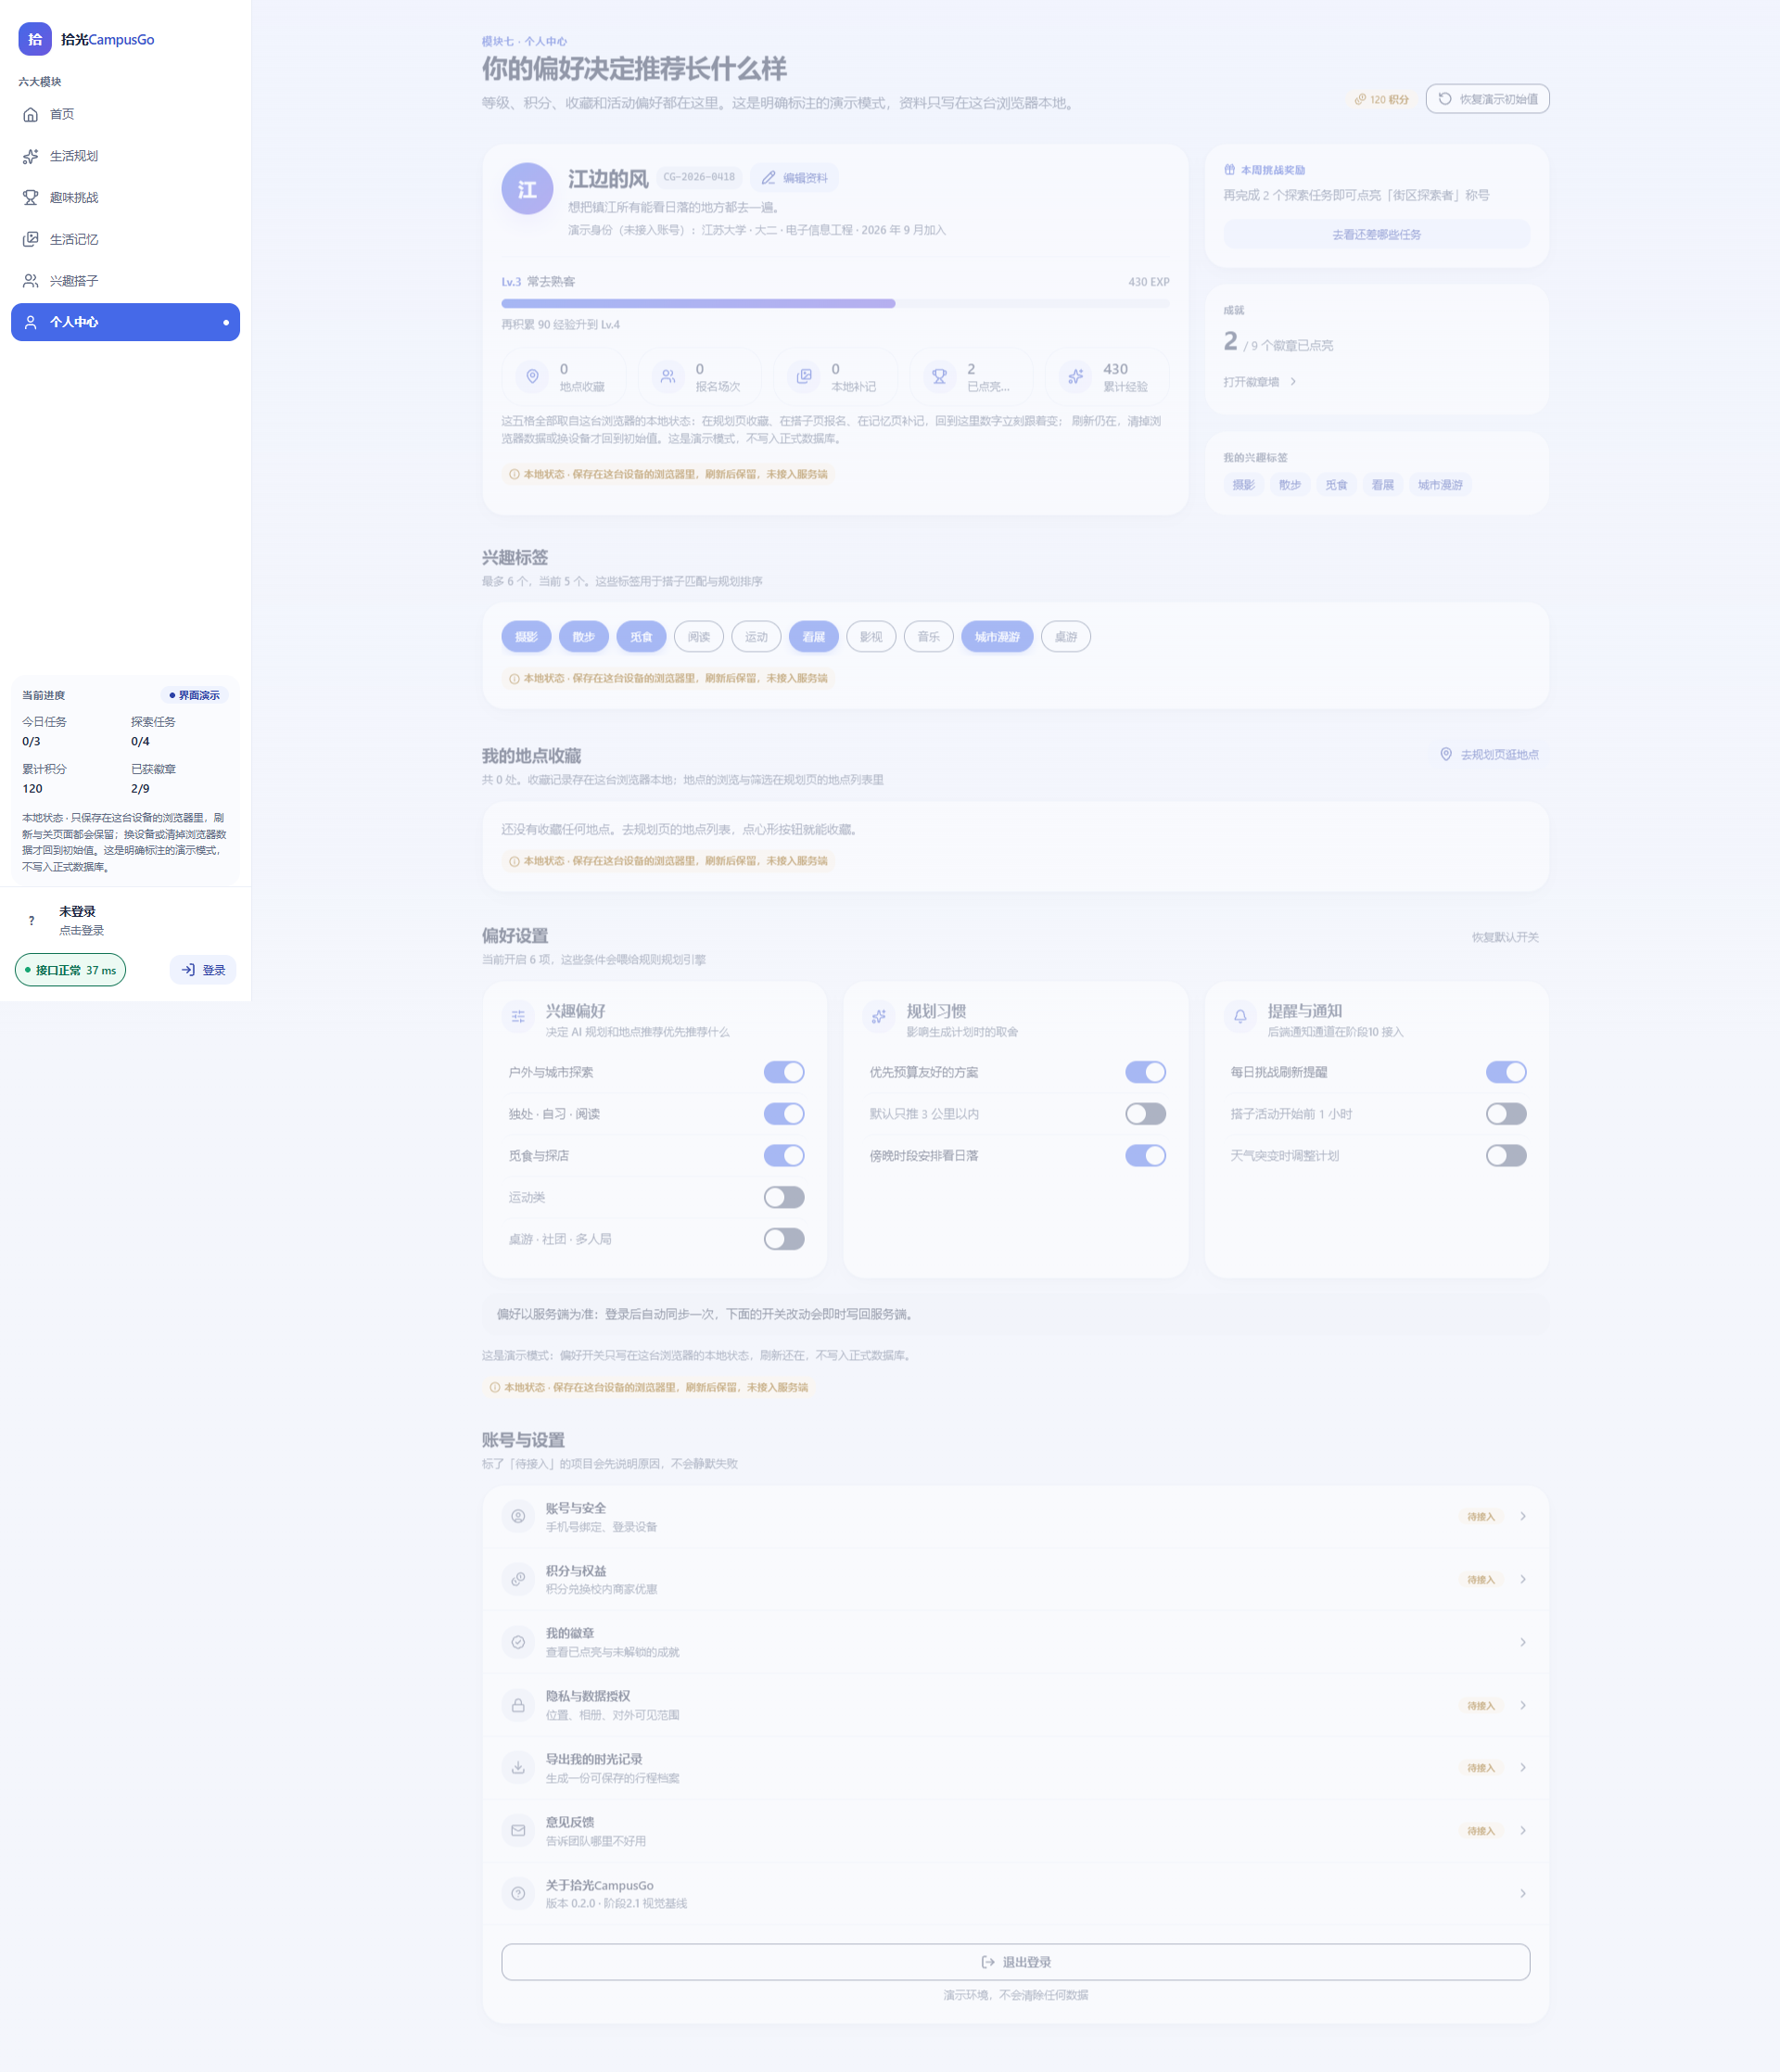 拾 拾光CampusGo
六大模块
首页
生活规划
趣味挑战
生活记忆
兴趣搭子
个人中心
当前进度 界面演示
今日任务 探索任务
0/3 0/4
累计积分 已获徽章
120 2/9
本地状态 · 只保存在这台设备的浏览器里，刷
新与关页面都会保留；换设备或清掉浏览器数
据才回到初始值。这是明确标注的演示模式，
不写入正式数据库。
? 未登录
点击登录
接口正常 37 ms 登录
模块七 · 个人中心
你的偏好决定推荐长什么样
等级、积分、收藏和活动偏好都在这里。这是明确标注的演示模式，资料只写在这台浏览器本地。
120 积分 恢复演示初始值
江 江边的风 CG-2026-0418 编辑资料
想把镇江所有能看日落的地方都去一遍。
演示身份（未接入账号）：江苏大学 · 大二 · 电子信息工程 · 2026 年 9 月加入
Lv.3 常去熟客 430 EXP
再积累 90 经验升到 Lv.4
0 地点收藏
0 报名场次
0 本地补记
2 已点亮...
430 累计经验
这五格全部取自这台浏览器的本地状态：在规划页收藏、在搭子页报名、在记忆页补记，回到这里数字立刻跟着变； 刷新仍在，清掉浏
览器数据或换设备才回到初始值。这是演示模式，不写入正式数据库。
本地状态 · 保存在这台设备的浏览器里，刷新后保留，未接入服务端
本周挑战奖励
再完成 2 个探索任务即可点亮「街区探索者」称号
去看还差哪些任务
成就
2 / 9 个徽章已点亮
打开徽章墙
我的兴趣标签
摄影 散步 觅食 看展 城市漫游
兴趣标签
最多 6 个，当前 5 个。这些标签用于搭子匹配与规划排序
摄影 散步 觅食 阅读 运动 看展 影视 音乐 城市漫游 桌游
本地状态 · 保存在这台设备的浏览器里，刷新后保留，未接入服务端
我的地点收藏 去规划页逛地点
共 0 处。收藏记录存在这台浏览器本地；地点的浏览与筛选在规划页的地点列表里
还没有收藏任何地点。去规划页的地点列表，点心形按钮就能收藏。
本地状态 · 保存在这台设备的浏览器里，刷新后保留，未接入服务端
偏好设置 恢复默认开关
当前开启 6 项，这些条件会喂给规则规划引擎
兴趣偏好
决定 AI 规划和地点推荐优先推荐什么
户外与城市探索
独处 · 自习 · 阅读
觅食与探店
运动类
桌游 · 社团 · 多人局
规划习惯
影响生成计划时的取舍
优先预算友好的方案
默认只推 3 公里以内
傍晚时段安排看日落
提醒与通知
后端通知通道在阶段10 接入
每日挑战刷新提醒
搭子活动开始前 1 小时
天气突变时调整计划
偏好以服务端为准：登录后自动同步一次，下面的开关改动会即时写回服务端。
这是演示模式：偏好开关只写在这台浏览器的本地状态，刷新还在，不写入正式数据库。
本地状态 · 保存在这台设备的浏览器里，刷新后保留，未接入服务端
账号与设置
标了「待接入」的项目会先说明原因，不会静默失败
账号与安全
手机号绑定、登录设备 待接入
积分与权益
积分兑换校内商家优惠 待接入
我的徽章
查看已点亮与未解锁的成就
隐私与数据授权
位置、相册、对外可见范围 待接入
导出我的时光记录
生成一份可保存的行程档案 待接入
意见反馈
告诉团队哪里不好用 待接入
关于拾光CampusGo
版本 0.2.0 · 阶段2.1 视觉基线
退出登录
演示环境，不会清除任何数据